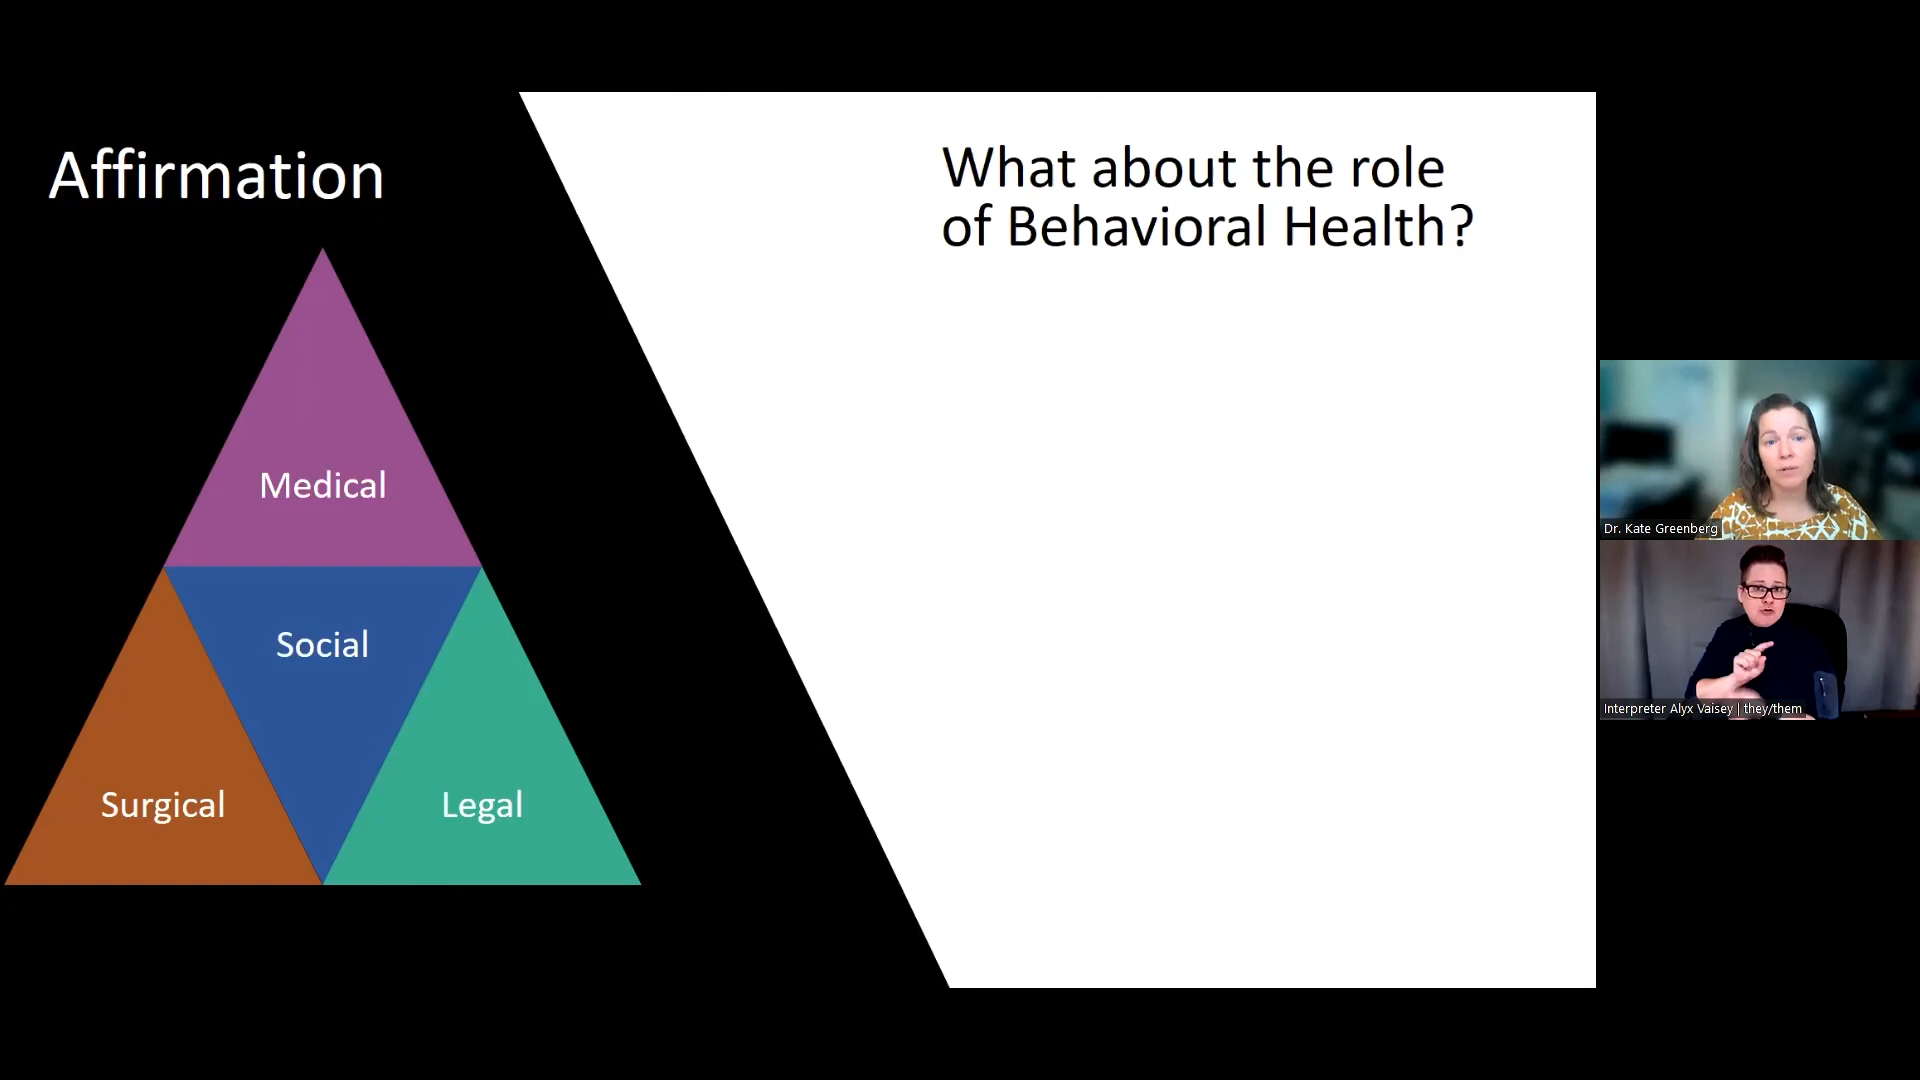 Affirmation
Medical
Social
Surgical
Legal
What about the role
of Behavioral Health?
Dr. Kate Greenberg
Interpreter Alyx Vaisey | they/them